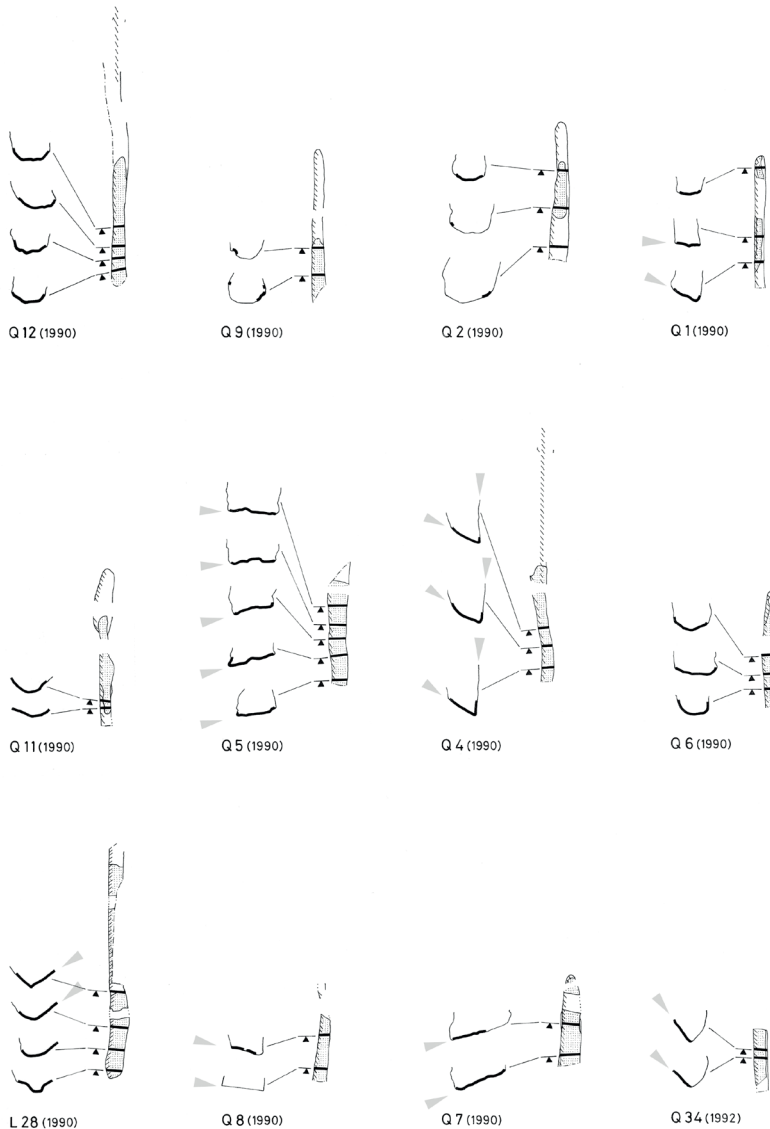 Q 12 (1990)
Q 9 (1990)
Q 2 (1990)
Q 1 (1990)
Q 11 (1990)
Q 5 (1990)
Q 4 (1990)
Q 6 (1990)
L 28 (1990)
Q 8 (1990)
Q 7 (1990)
Q 34 (1992)